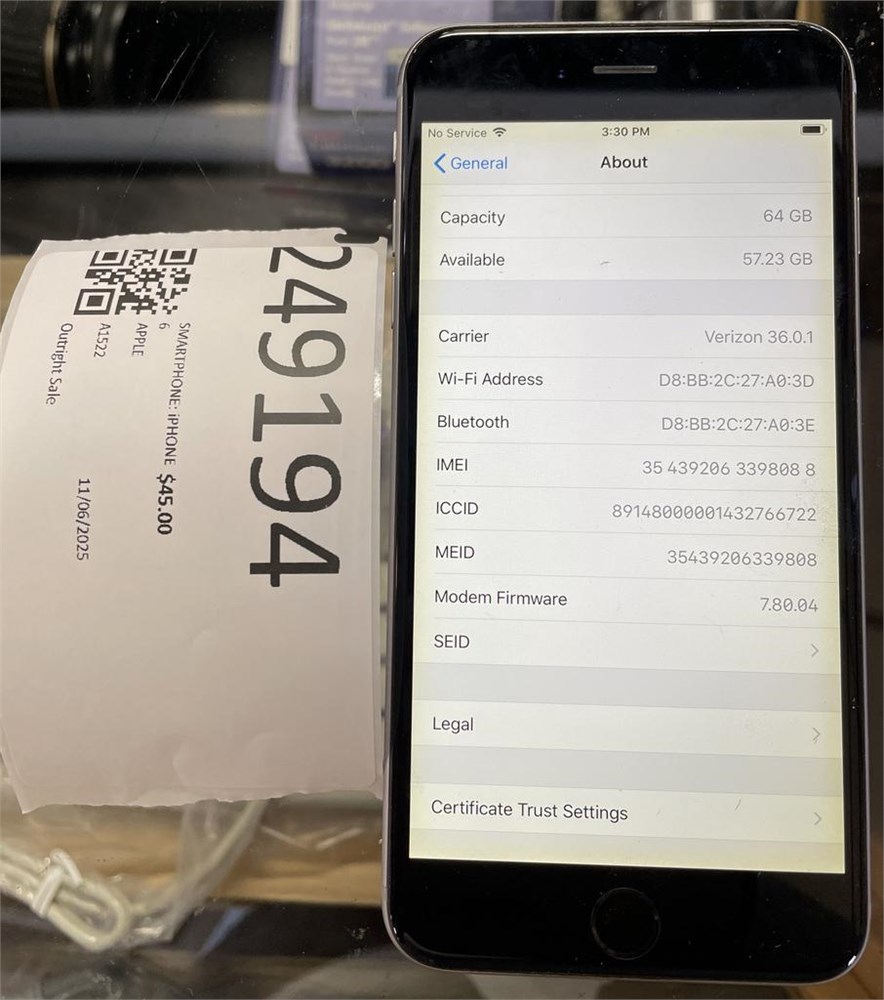 249194
SMARTPHONE: iPHONE $45.00
6
APPLE
A1522
11/06/2025
Outright Sale
No Service 3:30 PM
General About
Capacity 64 GB
Available 57.23 GB
Carrier Verizon 36.0.1
Wi-Fi Address D8:BB:2C:27:A0:3D
Bluetooth D8:BB:2C:27:A0:3E
IMEI 35 439206 339808 8
ICCID 89148000001432766722
MEID 35439206339808
Modem Firmware 7.80.04
SEID
Legal
Certificate Trust Settings